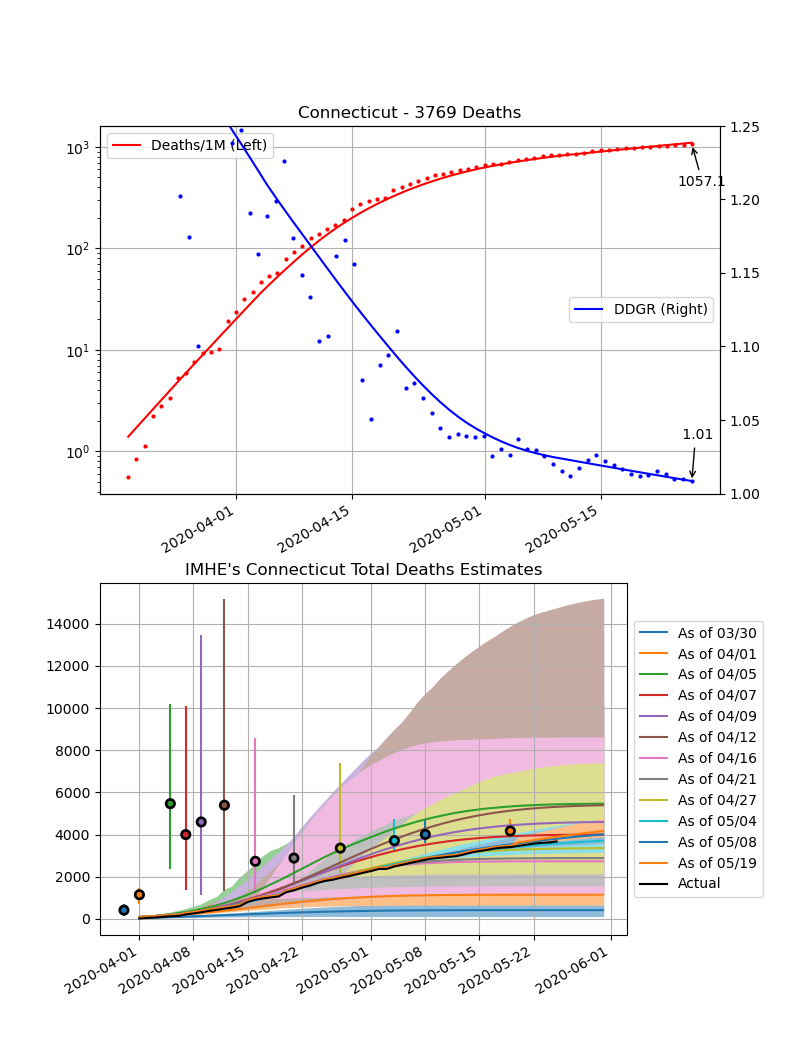 Connecticut - 3769 Deaths
10³
10²
10¹
10⁰
Deaths/1M (Left)
1.25
1.20
1.15
1.10
1.05
1.00
1057.1
DDGR (Right)
1.01
2020-04-01
2020-04-15
2020-05-01
2020-05-15
IMHE's Connecticut Total Deaths Estimates
14000
12000
10000
8000
6000
4000
2000
0
2020-04-01
2020-04-08
2020-04-15
2020-04-22
2020-05-01
2020-05-08
2020-05-15
2020-05-22
2020-06-01
As of 03/30
As of 04/01
As of 04/05
As of 04/07
As of 04/09
As of 04/12
As of 04/16
As of 04/21
As of 04/27
As of 05/04
As of 05/08
As of 05/19
Actual